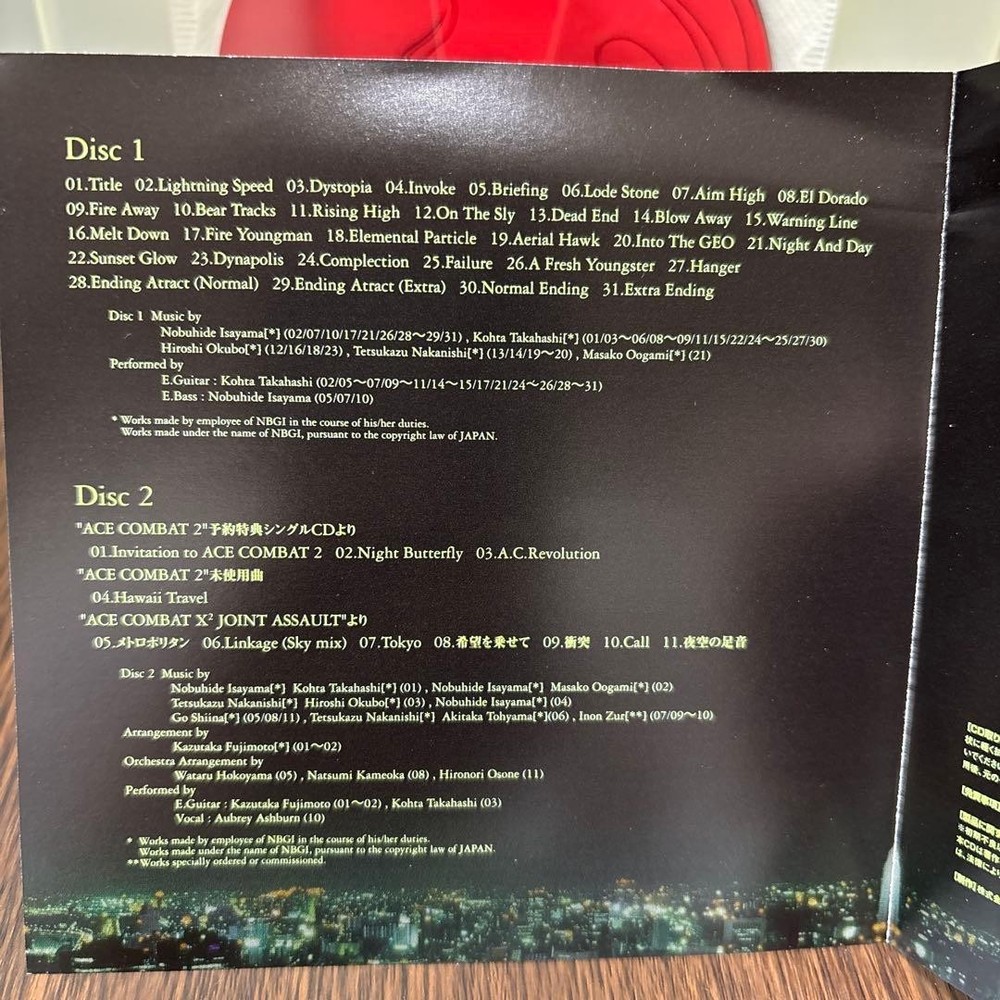 Disc 1
01.Title 02.Lightning Speed 03.Dystopia 04.Invoke 05.Briefing 06.Lode Stone 07.Aim High 08.El Dorado
09.Fire Away 10.Bear Tracks 11.Rising High 12.On The Sly 13.Dead End 14.Blow Away 15.Warning Line
16.Melt Down 17.Fire Youngman 18.Elemental Particle 19.Aerial Hawk 20.Into The GEO 21.Night And Day
22.Sunset Glow 23.Dynapolis 24.Complection 25.Failure 26.A Fresh Youngster 27.Hanger
28.Ending Atract (Normal) 29.Ending Atract (Extra) 30.Normal Ending 31.Extra Ending
Disc 1 Music by
Nobuhide Isayama[*] (02/07/10/17/21/26/28〜29/31) , Kohta Takahashi[*] (01/03〜06/08〜09/11/15/22/24〜25/27/30)
Hiroshi Okubo[*] (12/16/18/23) , Tetsukazu Nakanishi[*] (13/14/19〜20) , Masako Oogami[*] (21)
Performed by
E.Guitar : Kohta Takahashi (02/05〜07/09〜11/14〜15/17/21/24〜26/28〜31)
E.Bass : Nobuhide Isayama (05/07/10)
* Works made by employee of NBGI in the course of his/her duties.
Works made under the name of NBGI, pursuant to the copyright law of JAPAN.
Disc 2
"ACE COMBAT 2"予約特典シングルCDより
01.Invitation to ACE COMBAT 2 02.Night Butterfly 03.A.C.Revolution
"ACE COMBAT 2"未使用曲
04.Hawaii Travel
"ACE COMBAT X² JOINT ASSAULT"より
05.メトロポリタン 06.Linkage (Sky mix) 07.Tokyo 08.希望を乗せて 09.衝突 10.Call 11.夜空の足音
Disc 2 Music by
Nobuhide Isayama[*] Kohta Takahashi[*] (01) , Nobuhide Isayama[*] Masako Oogami[*] (02)
Tetsukazu Nakanishi[*] Hiroshi Okubo[*] (03) , Nobuhide Isayama[*] (04)
Go Shiina[*] (05/08/11) , Tetsukazu Nakanishi[*] Akitaka Tohyama[*](06) , Inon Zur[**] (07/09〜10)
Arrangement by
Kazutaka Fujimoto[*] (01〜02)
Orchestra Arrangement by
Wataru Hokoyama (05) , Natsumi Kameoka (08) , Hironori Osone (11)
Performed by
E.Guitar : Kazutaka Fujimoto (01〜02) , Kohta Takahashi (03)
Vocal : Aubrey Ashburn (10)
* Works made by employee of NBGI in the course of his/her duties.
Works made under the name of NBGI, pursuant to the copyright law of JAPAN.
**Works specially ordered or commissioned.